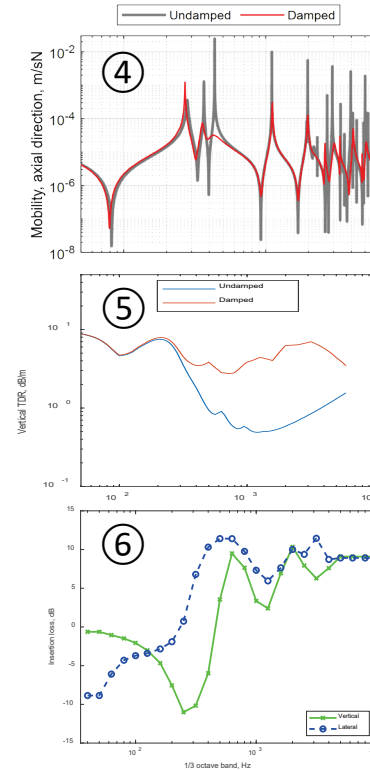 Undamped Damped
④
Mobility, axial direction, m/sN
10⁻²
10⁻⁴
10⁻⁶
10⁻⁸
⑤
Undamped
Damped
Vertical TDR, dB/m
10 ¹
10 ⁰
10 ⁻¹
10 ² 10 ³
⑥
Insertion loss, dB
15
10
5
0
-5
-10
-15
Vertical
Lateral
10 ² 10 ³
1/3 octave band, Hz